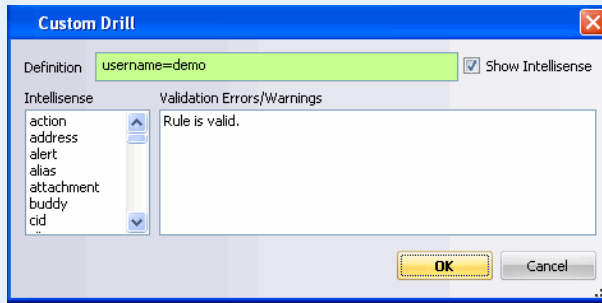 Custom Drill
Definition username=demo Show Intellisense
Intellisense Validation Errors/Warnings
action Rule is valid.
address
alert
alias
attachment
buddy
cid
OK Cancel